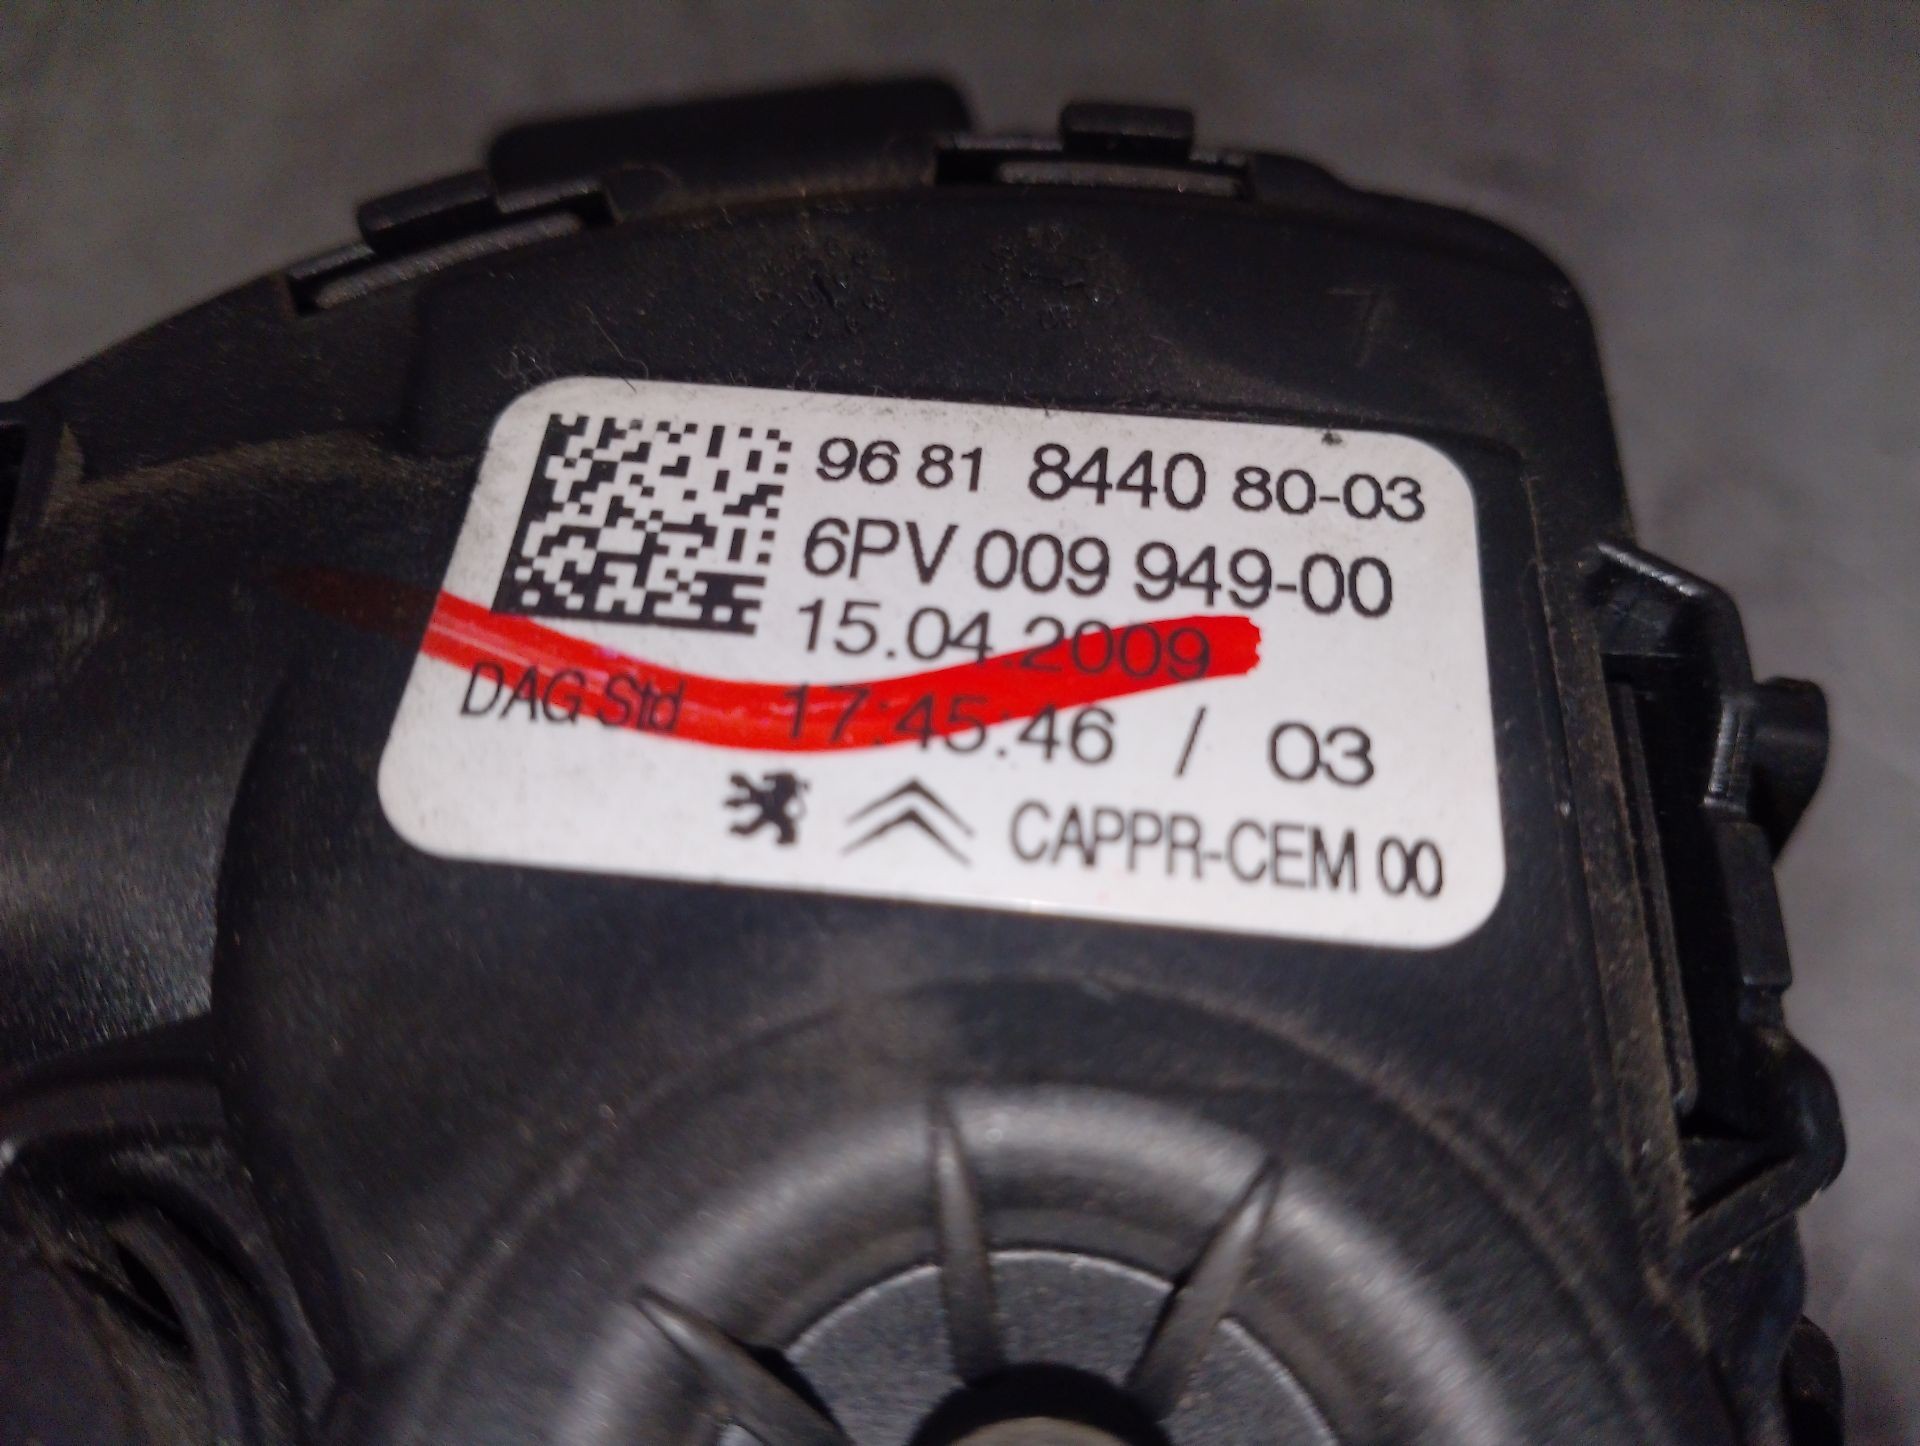 96 81 8440 80-03
6PV 009 949-00
15.04.2009
DAG Std 17:45:46 / 03
CAPPR-CEM 00